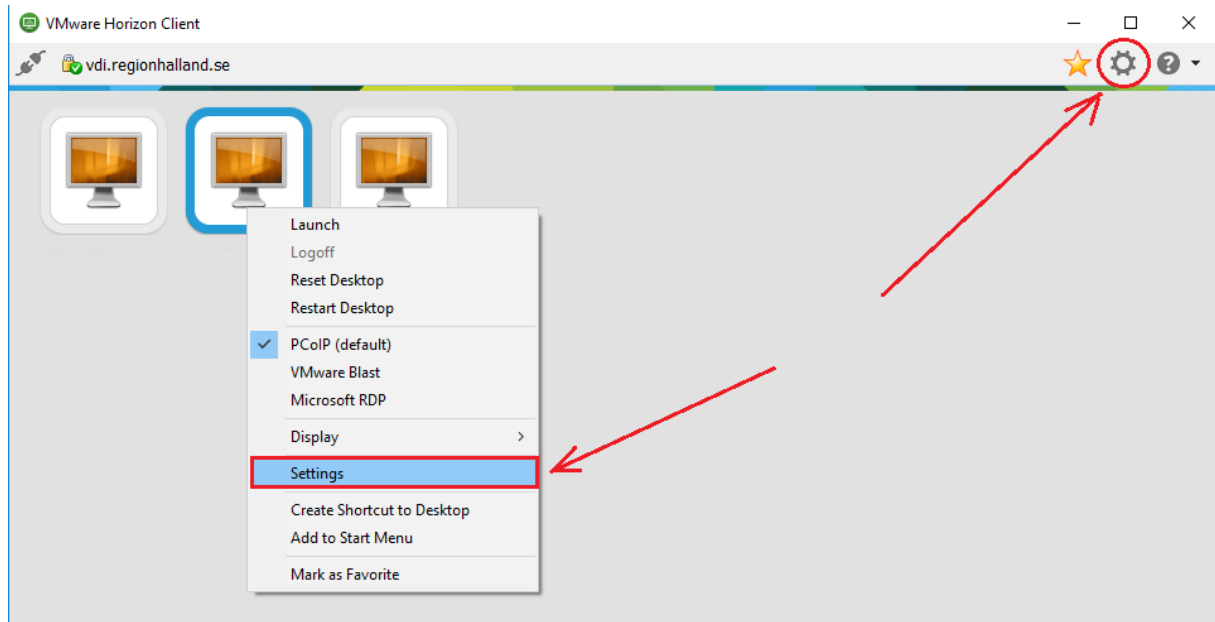 VMware Horizon Client
vdi.regionhalland.se
Launch
Logoff
Reset Desktop
Restart Desktop
PCoIP (default)
VMware Blast
Microsoft RDP
Display
Settings
Create Shortcut to Desktop
Add to Start Menu
Mark as Favorite